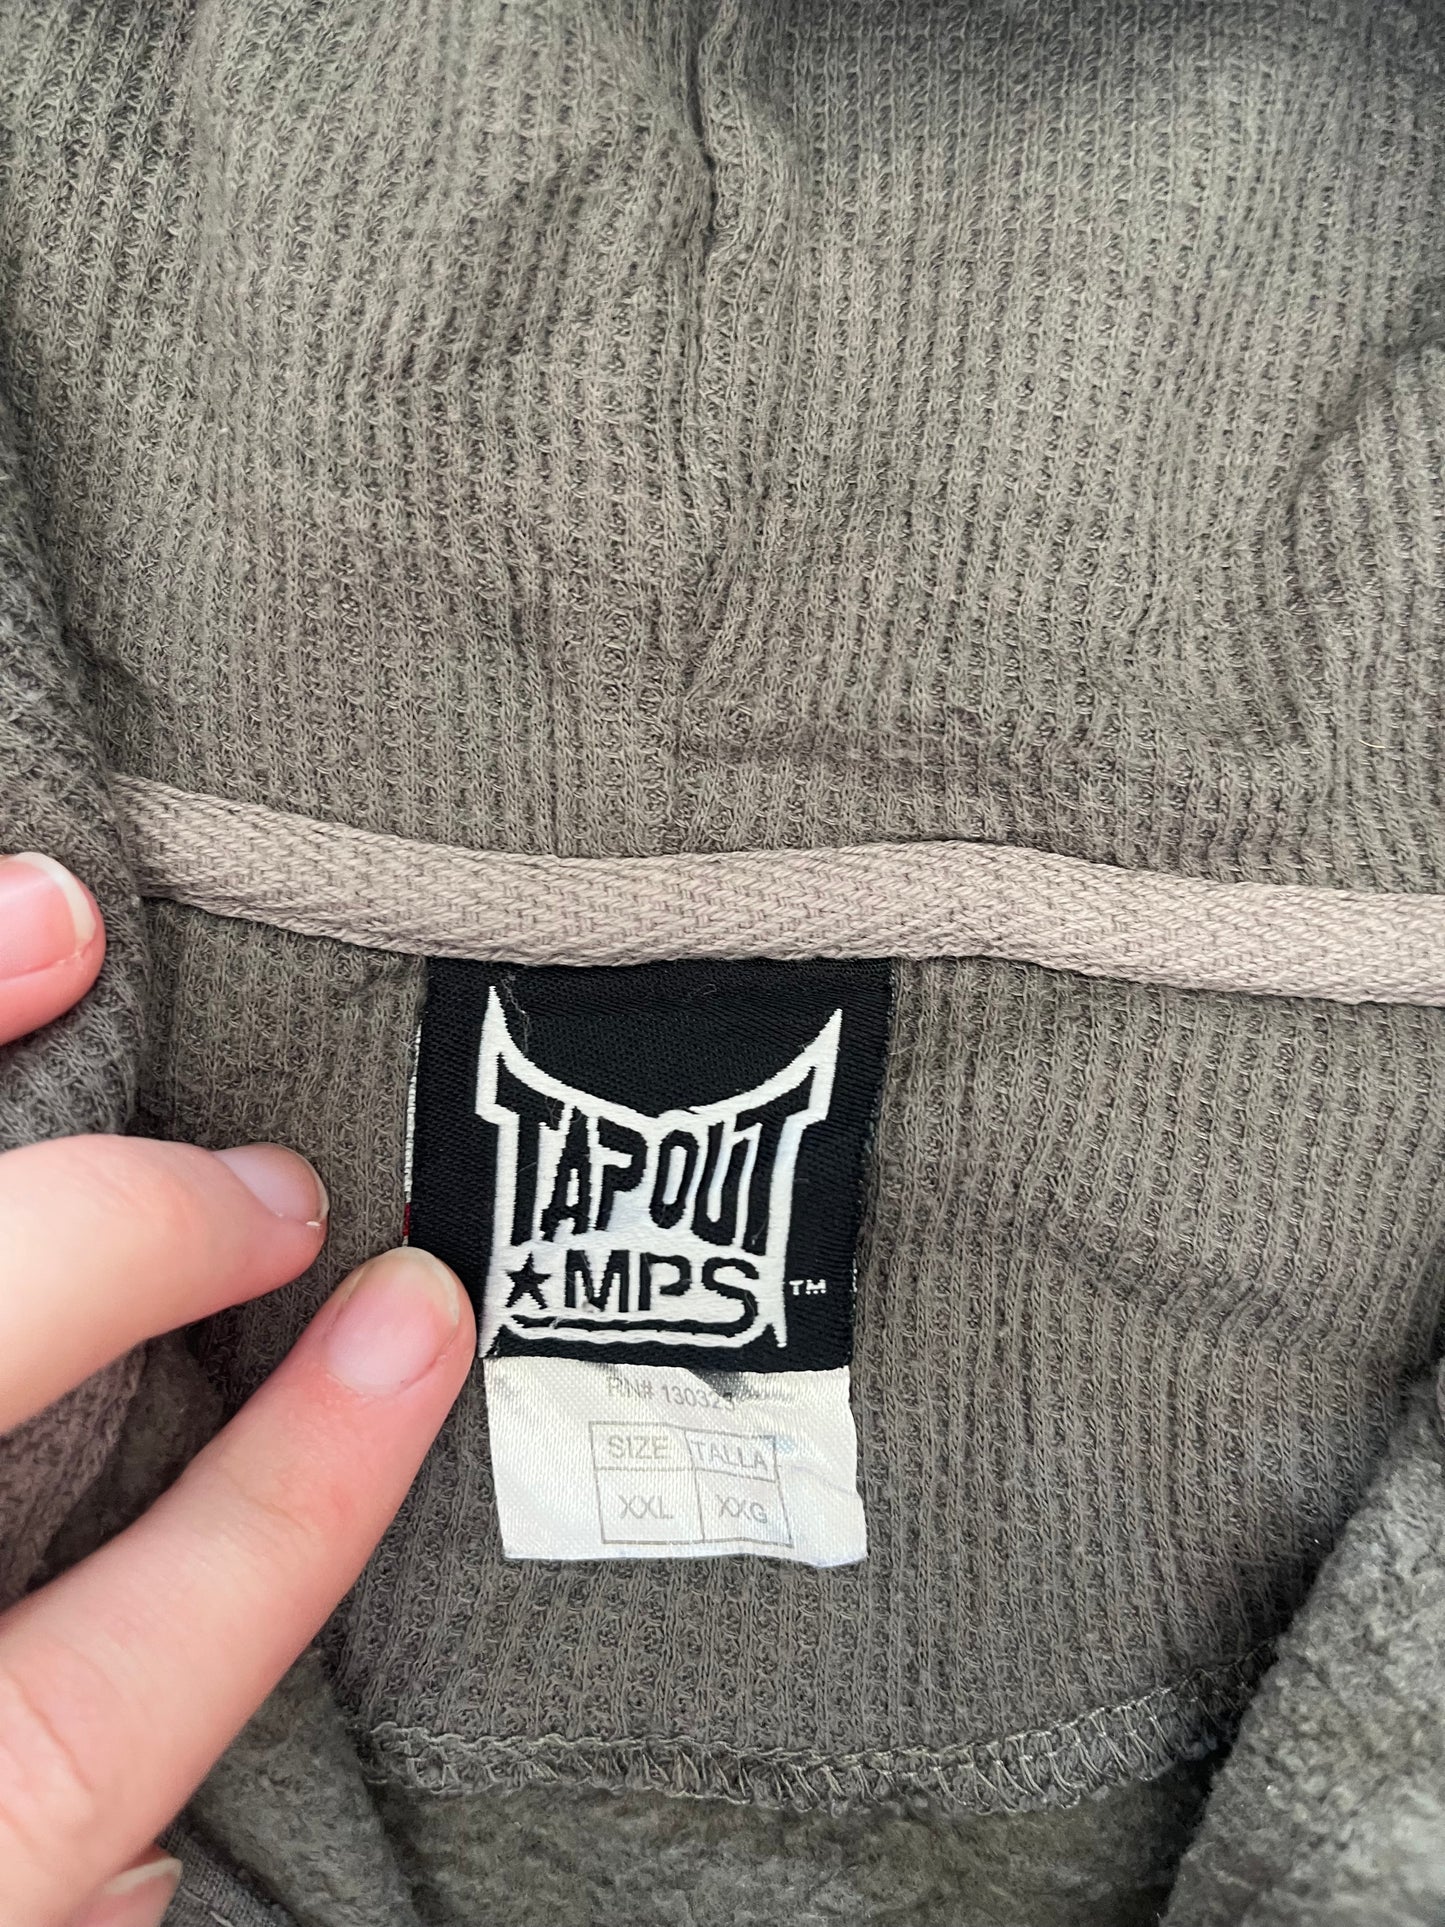 TAPOUT
★MPS ™
RN# 130323
SIZE TALLA
XXL XXG